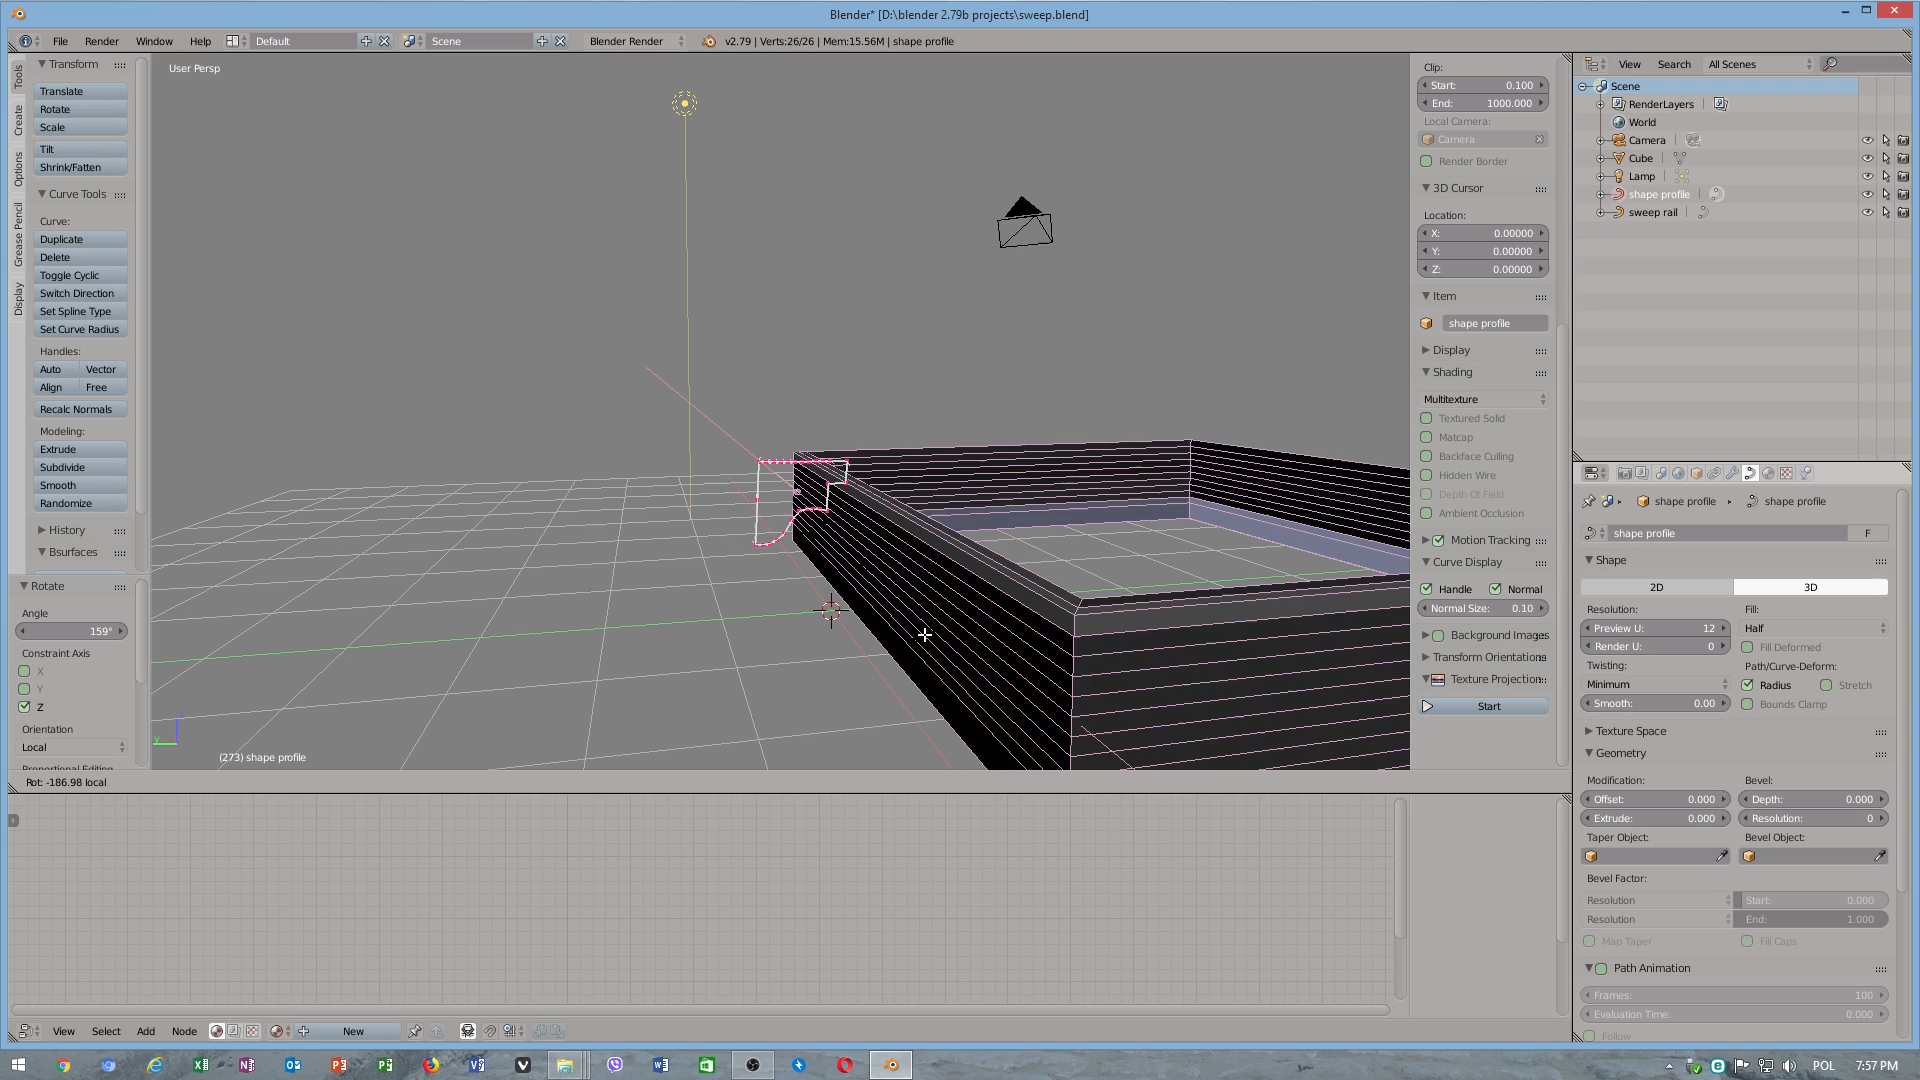 Blender* [D:\blender 2.79b projects\sweep.blend]
File Render Window Help Default Scene Blender Render v2.79 | Verts:26/26 | Mem:15.56M | shape profile
Tools
Create
Options
Grease Pencil
Display
Transform
Translate
Rotate
Scale
Tilt
Shrink/Fatten
Curve Tools
Curve:
Duplicate
Delete
Toggle Cyclic
Switch Direction
Set Spline Type
Set Curve Radius
Handles:
Auto Vector
Align Free
Recalc Normals
Modeling:
Extrude
Subdivide
Smooth
Randomize
History
Bsurfaces
Rotate
Angle
159°
Constraint Axis
X
Y
Z
Orientation
Local
Proportional Editing
User Persp
y
(273) shape profile
Rot: -186.98 local
Clip:
Start: 0.100
End: 1000.000
Local Camera:
Camera
Render Border
3D Cursor
Location:
X: 0.00000
Y: 0.00000
Z: 0.00000
Item
shape profile
Display
Shading
Multitexture
Textured Solid
Matcap
Backface Culling
Hidden Wire
Depth Of Field
Ambient Occlusion
Motion Tracking
Curve Display
Handle Normal
Normal Size: 0.10
Background Images
Transform Orientations
Texture Projection
Start
View Search All Scenes
Scene
RenderLayers
World
Camera
Cube
Lamp
shape profile
sweep rail
shape profile shape profile
shape profile F
Shape
2D 3D
Resolution: Fill:
Preview U: 12 Half
Render U: 0 Fill Deformed
Twisting: Path/Curve-Deform:
Minimum Radius Stretch
Smooth: 0.00 Bounds Clamp
Texture Space
Geometry
Modification: Bevel:
Offset: 0.000 Depth: 0.000
Extrude: 0.000 Resolution: 0
Taper Object: Bevel Object:
Bevel Factor:
Resolution Start: 0.000
Resolution End: 1.000
Map Taper Fill Caps
Path Animation
Frames: 100
Evaluation Time: 0.000
Follow
View Select Add Node New
POL 7:57 PM